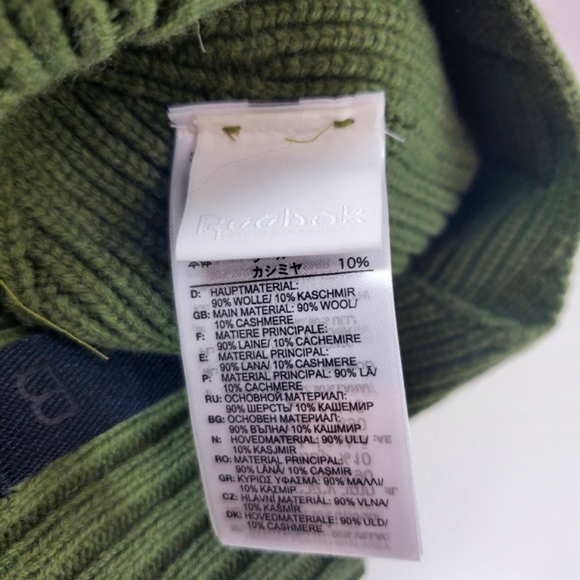 Reebok
カシミヤ 10%
D: HAUPTMATERIAL:
90% WOLLE/ 10% KASCHMIR
GB: MAIN MATERIAL: 90% WOOL/
10% CASHMERE
F: MATIERE PRINCIPALE:
90% LAINE/ 10% CACHEMIRE
E: MATERIAL PRINCIPAL:
90% LANA/ 10% CASHMERE
P: MATERIAL PRINCIPAL: 90% LÃ/
10% CACHMERE
RU: ОСНОВНОЙ МАТЕРИАЛ:
90% ШЕРСТЬ/ 10% КАШЕМИР
BG: ОСНОВЕН МАТЕРИАЛ:
90% ВЪЛНА/ 10% КАШМИР
N: HOVEDMATERIAL: 90% ULL/
10% KASJMIR
RO: MATERIAL PRINCIPAL:
90% LÂNĂ/ 10% CAŞMIR
GR: ΚΥΡΙΩΣ ΥΦΑΣΜΑ: 90% ΜΑΛΛΙ/
10% ΚΑΣΜΙΡ
CZ: HLAVNÍ MATERIÁL: 90% VLNA/
10% KAŠMÍR
DK: HOVEDMATERIALE: 90% ULD/
10% CASHMERE